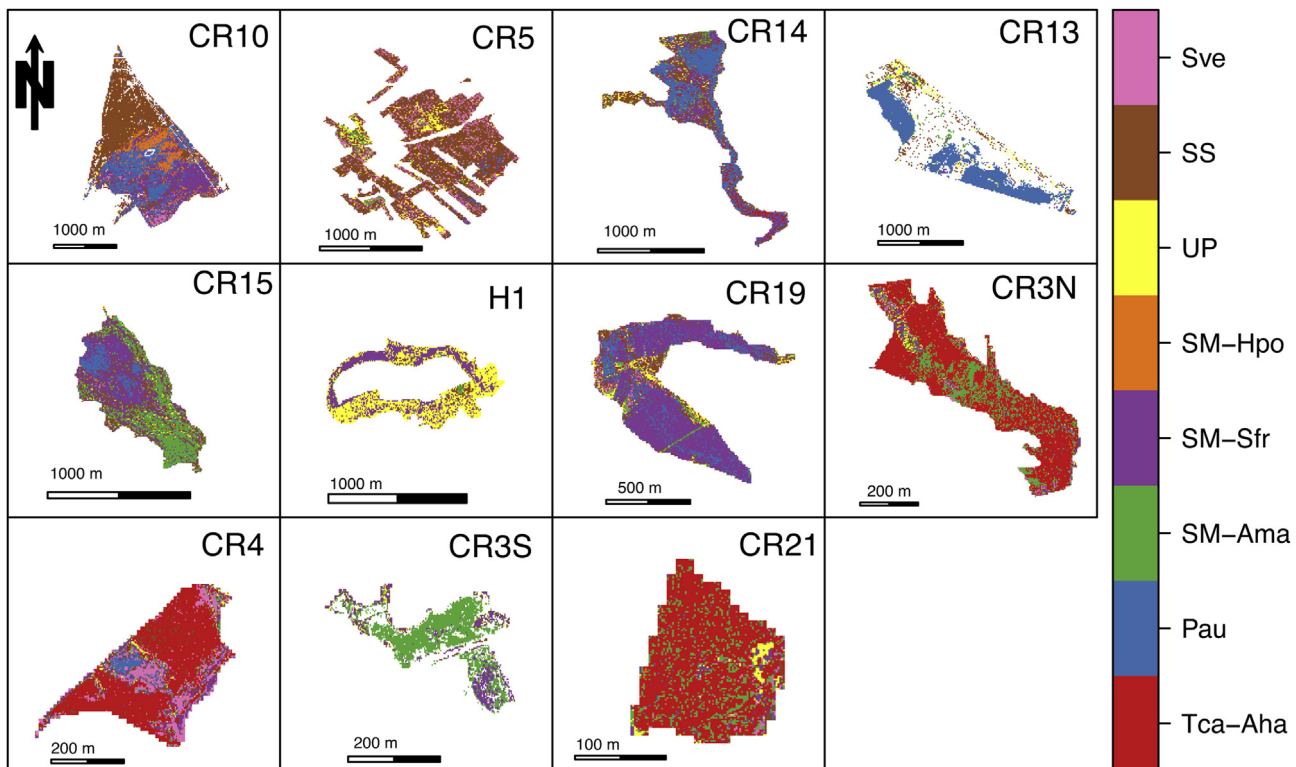 N
CR10
1000 m
CR5
1000 m
CR14
1000 m
CR13
1000 m
CR15
1000 m
H1
1000 m
CR19
500 m
CR3N
200 m
CR4
200 m
CR3S
200 m
CR21
100 m
Sve
SS
UP
SM-Hpo
SM-Sfr
SM-Ama
Pau
Tca-Aha